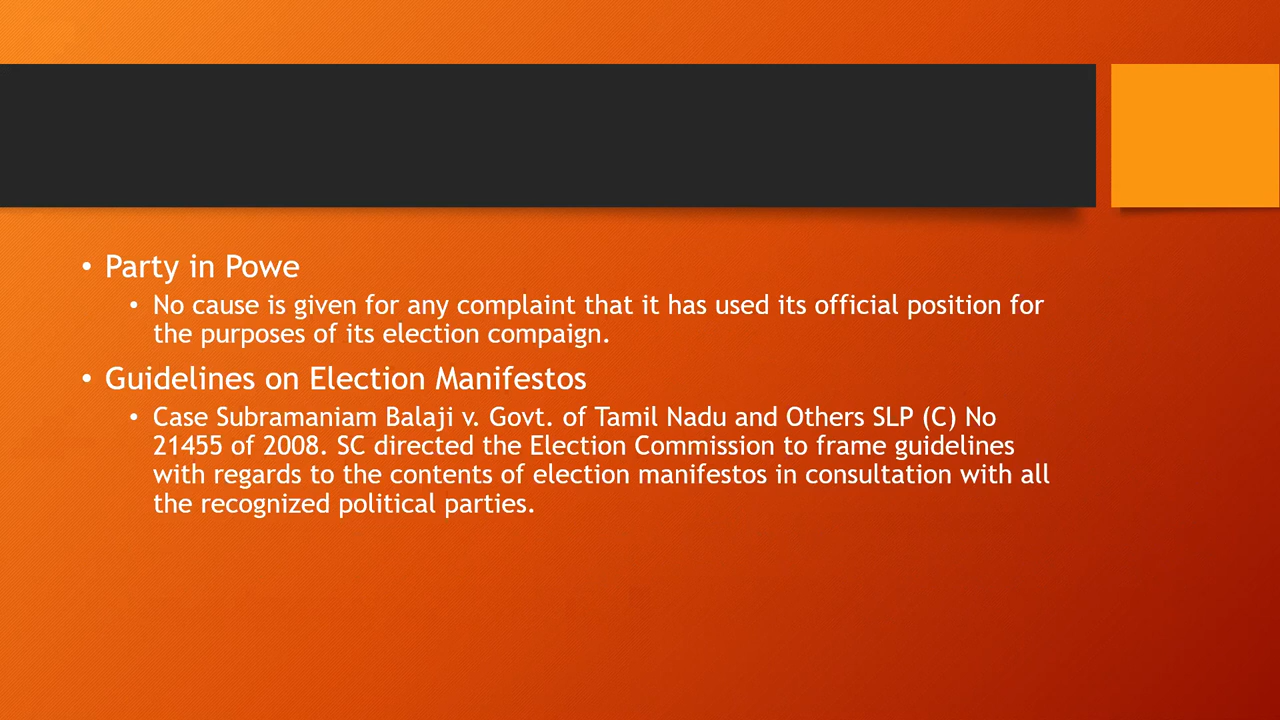 • Party in Powe
• No cause is given for any complaint that it has used its official position for
the purposes of its election compaign.
• Guidelines on Election Manifestos
• Case Subramaniam Balaji v. Govt. of Tamil Nadu and Others SLP (C) No
21455 of 2008. SC directed the Election Commission to frame guidelines
with regards to the contents of election manifestos in consultation with all
the recognized political parties.